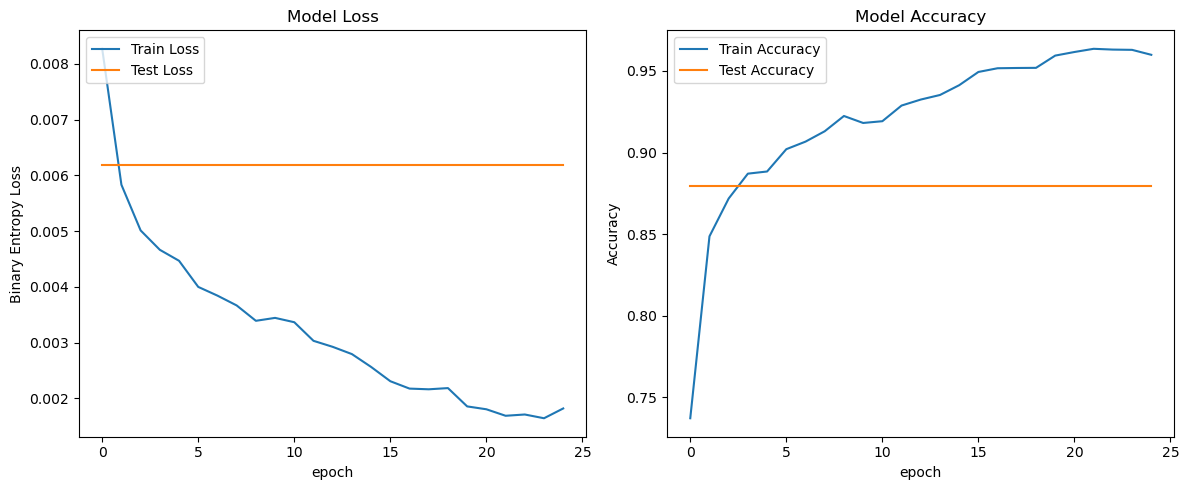 Model Loss
Train Loss
Test Loss
0.008
0.007
0.006
0.005
0.004
0.003
0.002
Binary Entropy Loss
0 5 10 15 20 25
epoch
Model Accuracy
Train Accuracy
Test Accuracy
0.95
0.90
0.85
0.80
0.75
Accuracy
0 5 10 15 20 25
epoch